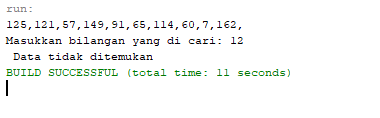 run:
125,121,57,149,91,65,114,60,7,162,
Masukkan bilangan yang di cari: 12
Data tidak ditemukan
BUILD SUCCESSFUL (total time: 11 seconds)